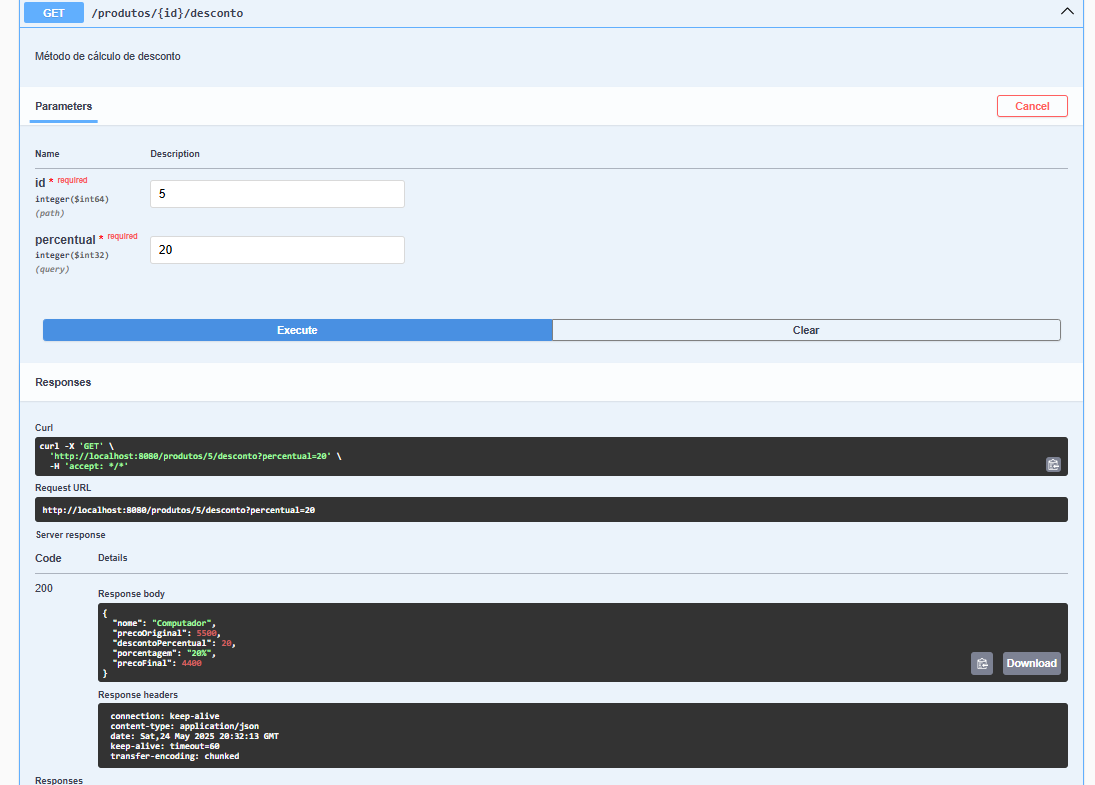 GET /produtos/{id}/desconto
Método de cálculo de desconto
Parameters
Cancel
Name Description
id * required
integer($int64)
(path)
5
percentual * required
integer($int32)
(query)
20
Execute Clear
Responses
Curl
curl -X 'GET' \
'http://localhost:8080/produtos/5/desconto?percentual=20' \
-H 'accept: */*'
Request URL
http://localhost:8080/produtos/5/desconto?percentual=20
Server response
Code Details
200
Response body
{
"nome": "Computador",
"precoOriginal": 5500,
"descontoPercentual": 20,
"porcentagem": "20%",
"precoFinal": 4400
}
Download
Response headers
connection: keep-alive
content-type: application/json
date: Sat,24 May 2025 20:32:13 GMT
keep-alive: timeout=60
transfer-encoding: chunked
Responses